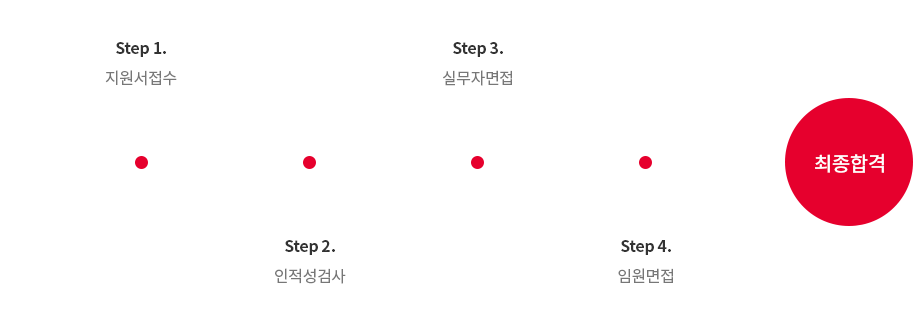 Step 1.
지원서접수
Step 2.
인적성검사
Step 3.
실무자면접
Step 4.
임원면접
최종합격